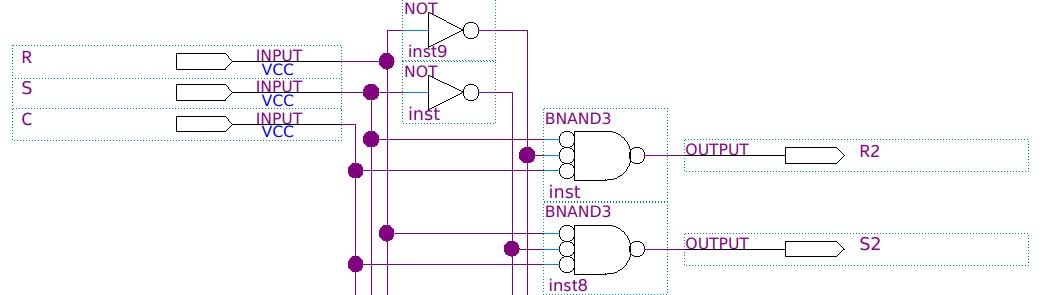 NOT
inst9
R
INPUT
VCC
NOT
inst
S
INPUT
VCC
C
INPUT
VCC
BNAND3
inst
OUTPUT
R2
BNAND3
inst8
OUTPUT
S2